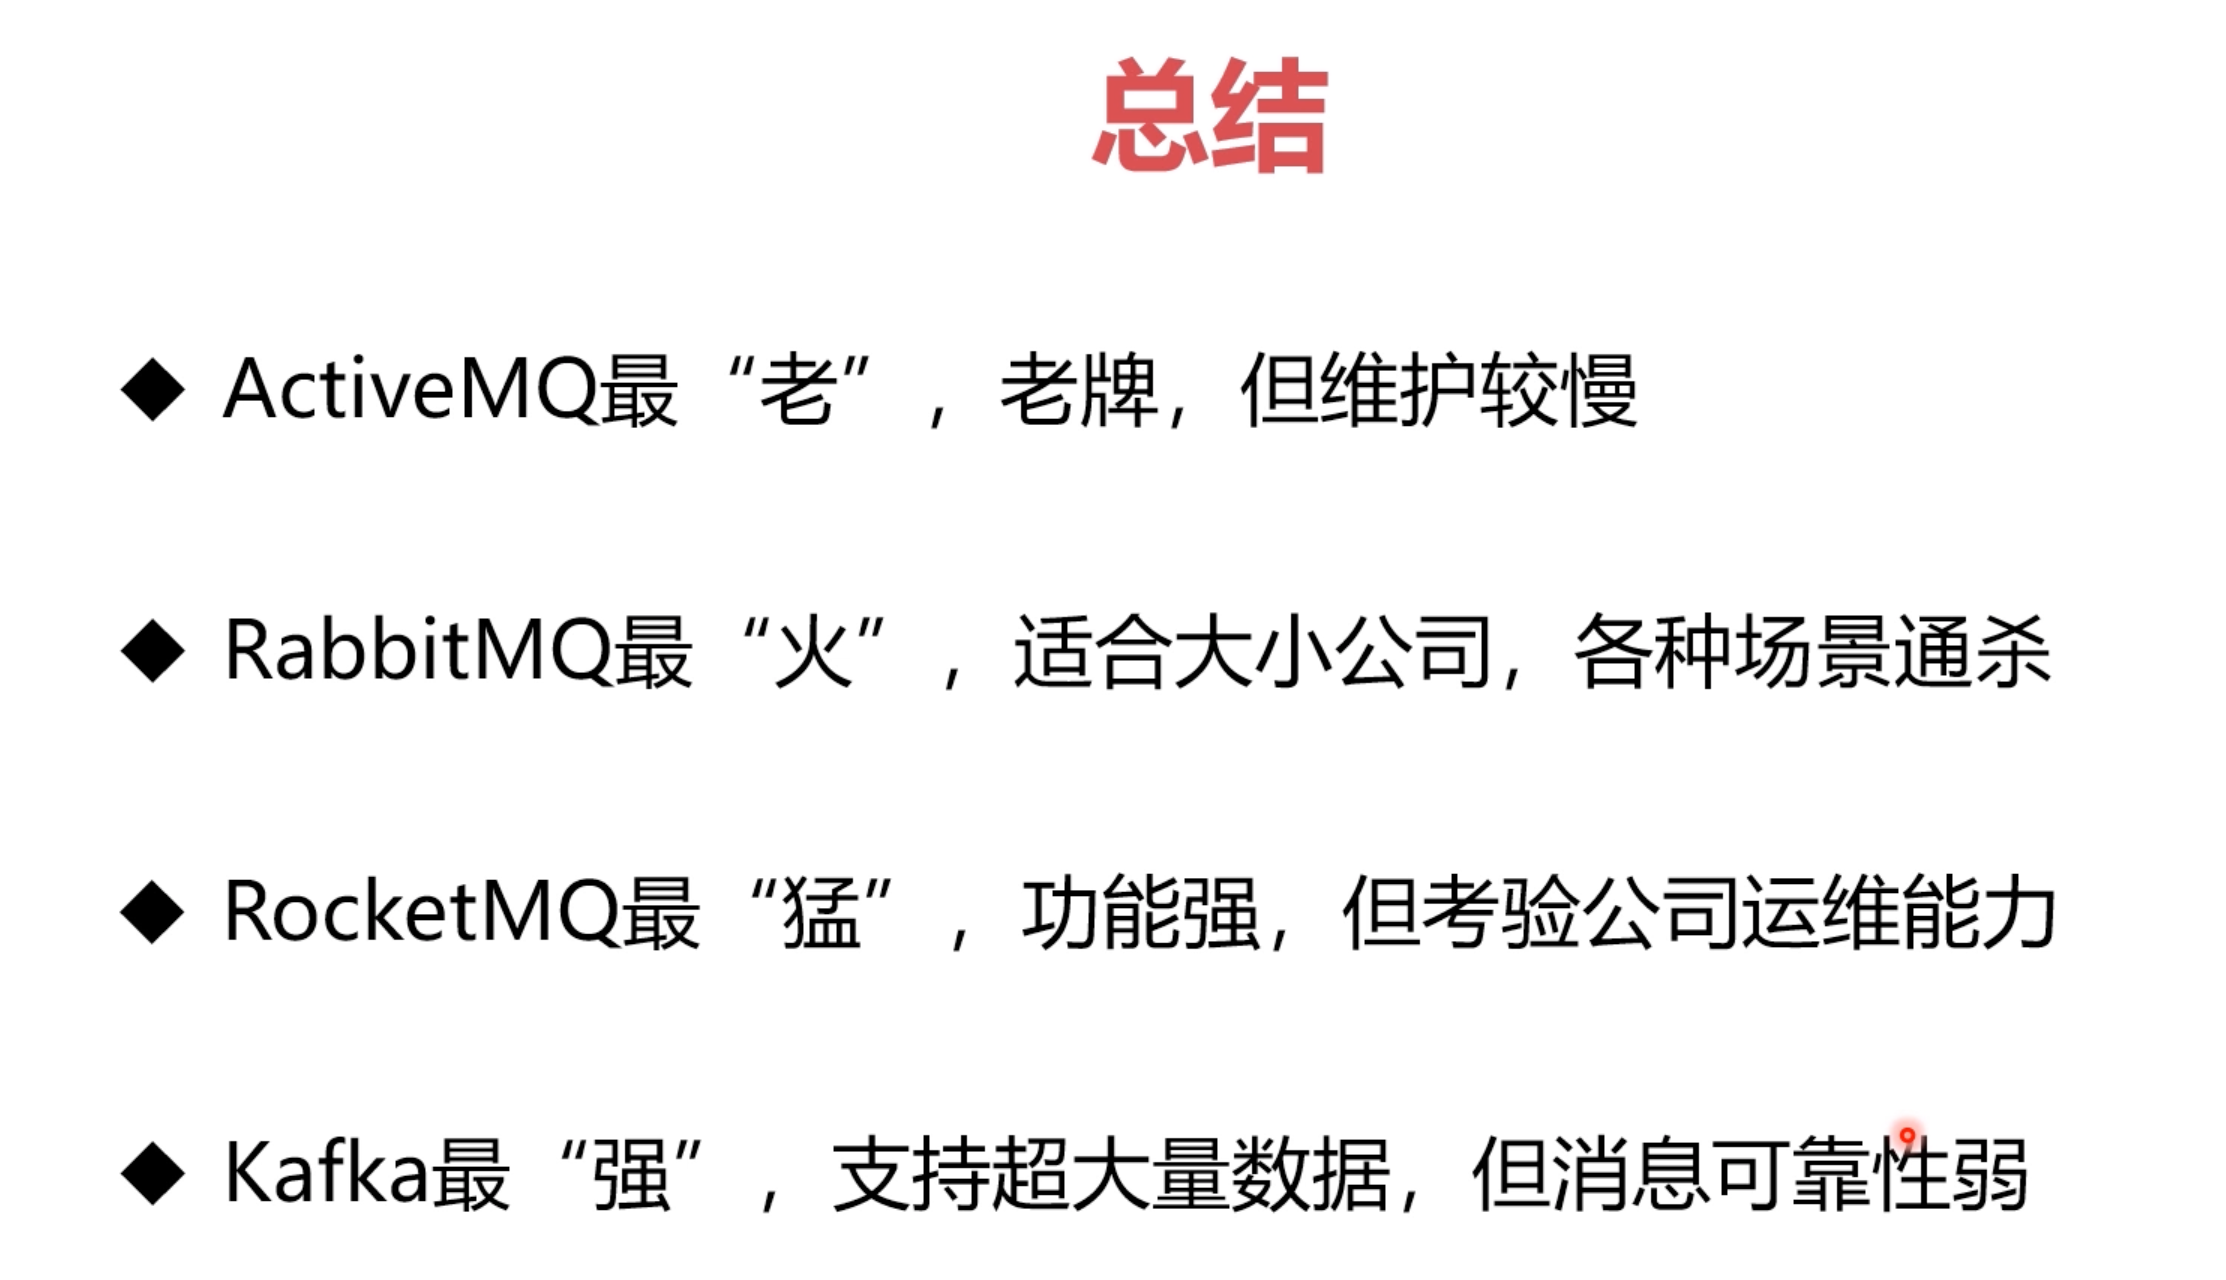 总结
◆ ActiveMQ最“老”，老牌，但维护较慢
◆ RabbitMQ最“火”，适合大小公司，各种场景通杀
◆ RocketMQ最“猛”，功能强，但考验公司运维能力
◆ Kafka最“强”，支持超大量数据，但消息可靠性弱